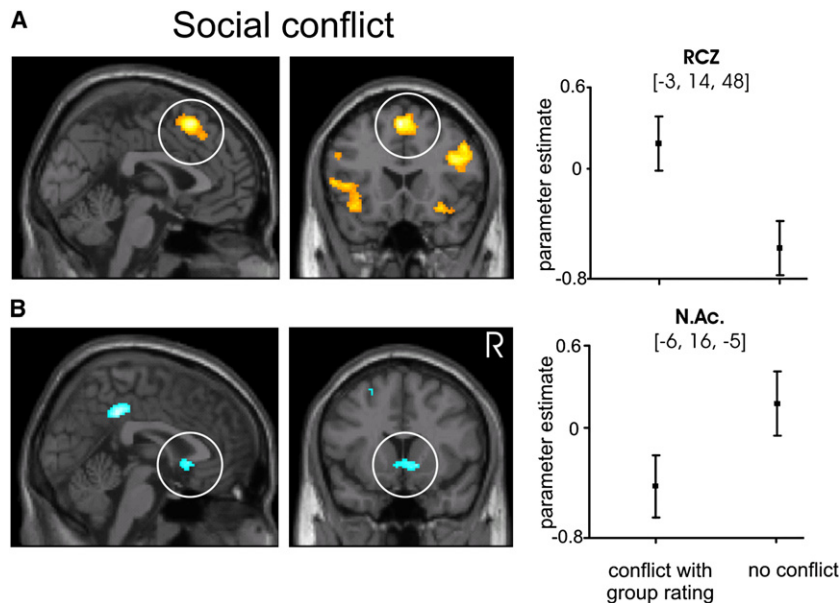 A
Social conflict
RCZ
[-3, 14, 48]
0.6
0
-0.8
parameter estimate
B
R
N.Ac.
[-6, 16, -5]
0.6
0
-0.8
parameter estimate
conflict with
group rating
no conflict